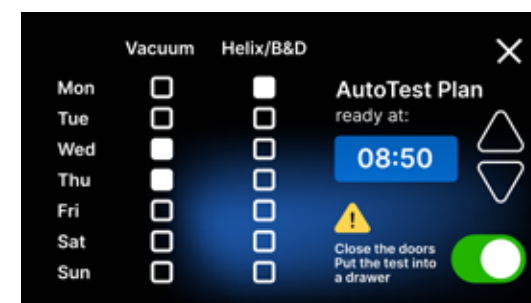 Vacuum Helix/B&D
Mon
Tue
Wed
Thu
Fri
Sat
Sun
AutoTest Plan
ready at:
08:50
Close the doors
Put the test into
a drawer